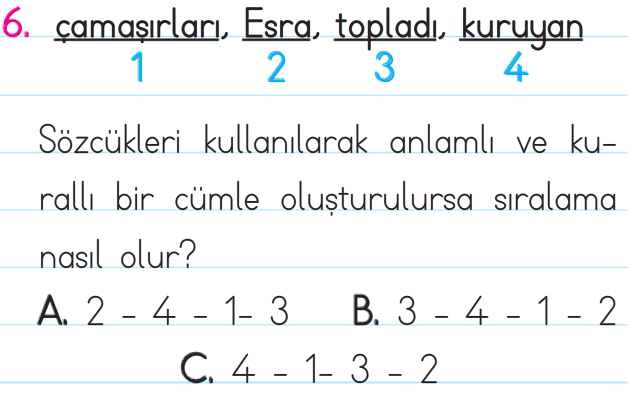 6. çamaşırları, Esra, topladı, kuruyan
1 2 3 4
Sözcükleri kullanılarak anlamlı ve ku-
rallı bir cümle oluşturulursa sıralama
nasıl olur?
A. 2 - 4 - 1- 3 B. 3 - 4 - 1 - 2
C. 4 - 1- 3 - 2